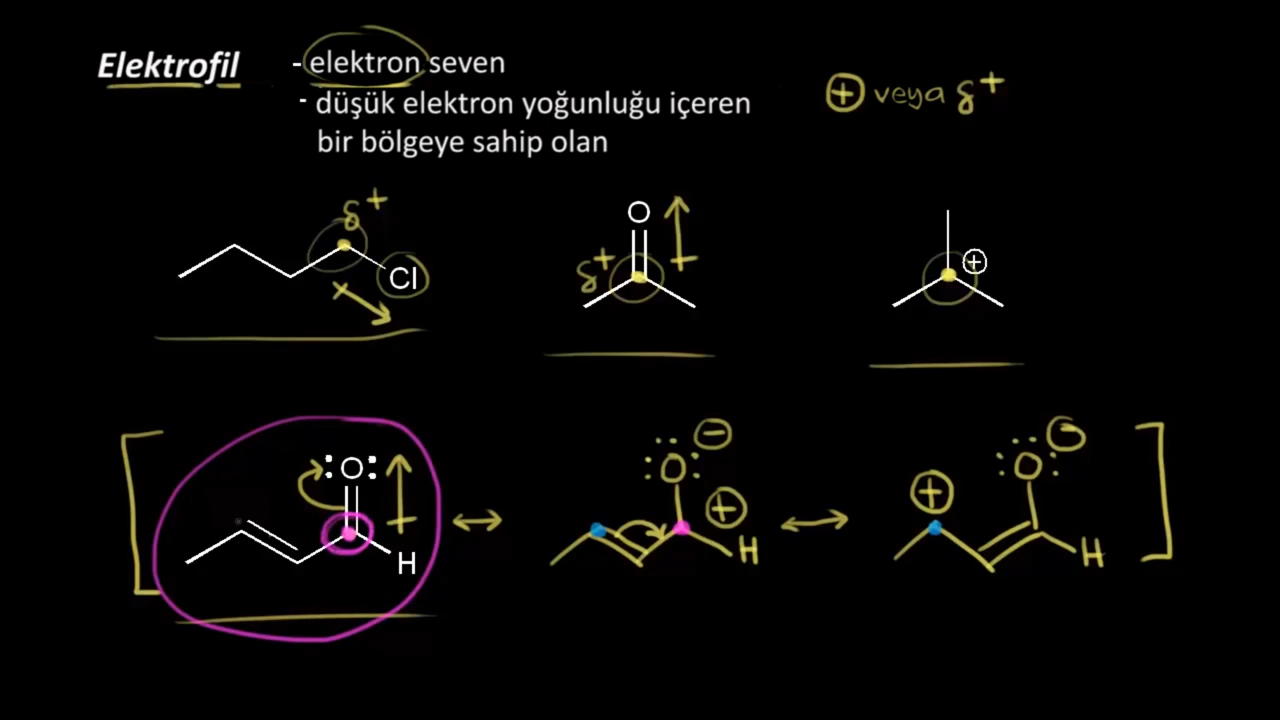 Elektrofil
- elektron seven
- düşük elektron yoğunluğu içeren
bir bölgeye sahip olan
⊕ veya δ+
δ+
Cl
O
δ+
⊕
:O:
H
:Ö: ⊖
⊕
H
⊕
:Ö: ⊖
H